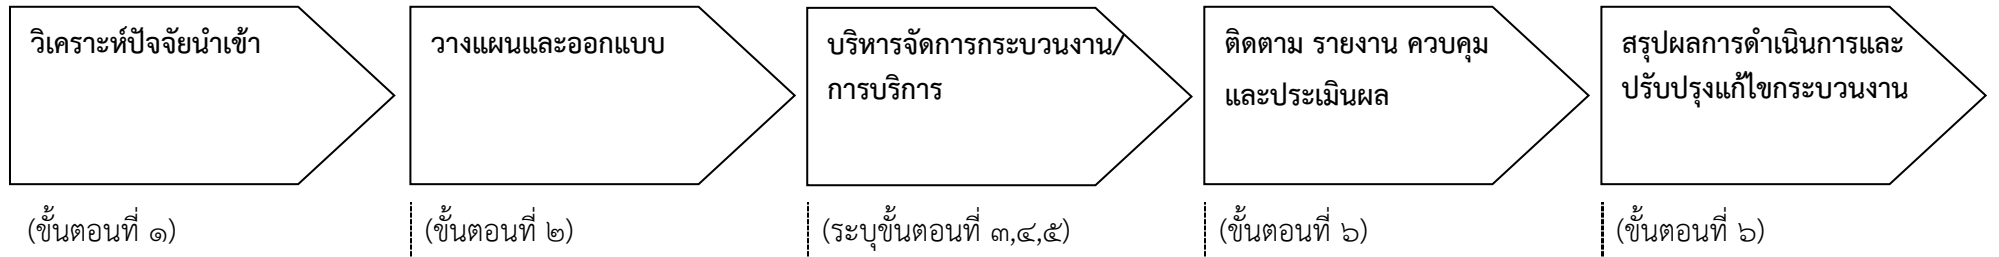 วิเคราะห์ปัจจัยนำเข้า
วางแผนและออกแบบ
บริหารจัดการกระบวนงาน/
การบริการ
ติดตาม รายงาน ควบคุม
และประเมินผล
สรุปผลการดำเนินการและ
ปรับปรุงแก้ไขกระบวนงาน
(ขั้นตอนที่ ๑)
(ขั้นตอนที่ ๒)
(ระบุขั้นตอนที่ ๓,๔,๕)
(ขั้นตอนที่ ๖)
(ขั้นตอนที่ ๖)